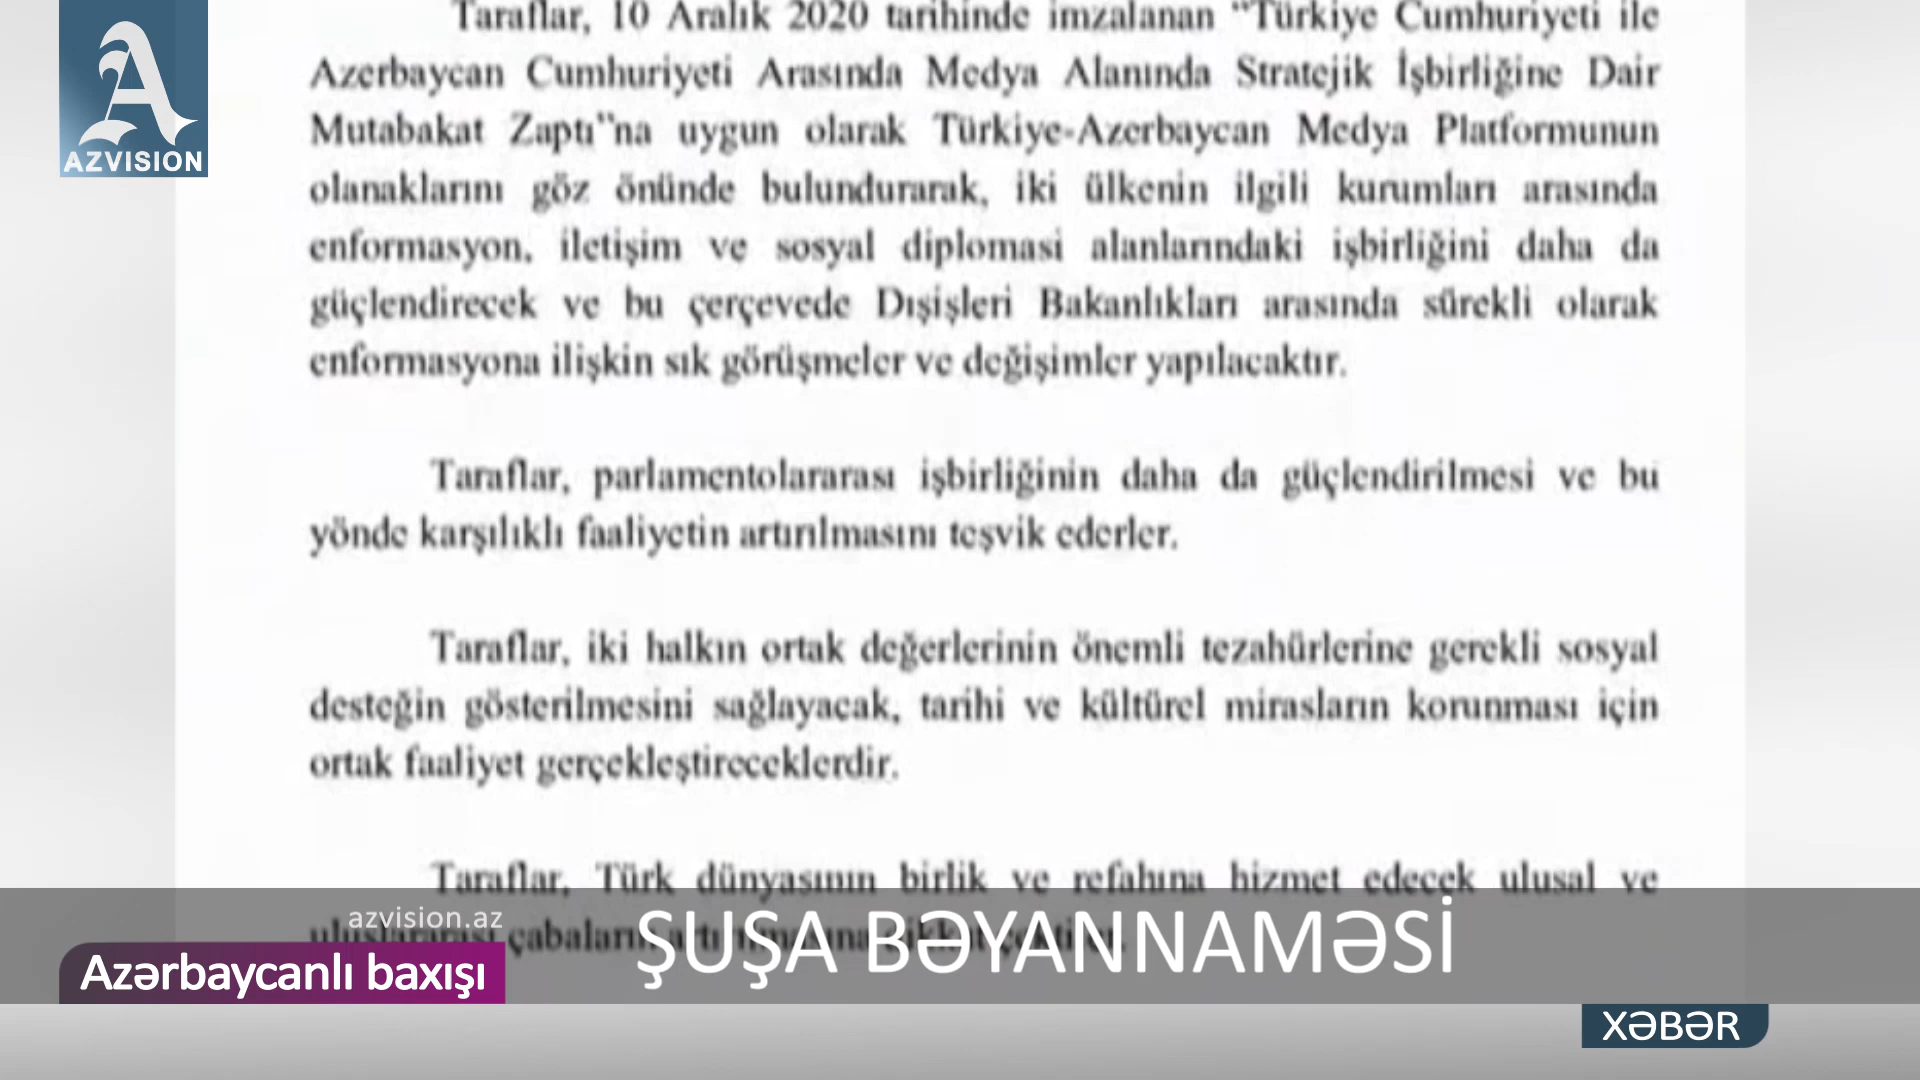 Taraflar, 10 Aralık 2020 tarihinde imzalanan “Türkiye Cumhuriyeti ile
Azerbaycan Cumhuriyeti Arasında Medya Alanında Stratejik İşbirliğine Dair
Mutabakat Zaptı”na uygun olarak Türkiye-Azerbaycan Medya Platformunun
olanaklarını göz önünde bulundurarak, iki ülkenin ilgili kurumları arasında
enformasyon, iletişim ve sosyal diplomasi alanlarındaki işbirliğini daha da
güçlendirecek ve bu çerçevede Dışişleri Bakanlıkları arasında sürekli olarak
enformasyona ilişkin sık görüşmeler ve değişimler yapılacaktır.
Taraflar, parlamentolararası işbirliğinin daha da güçlendirilmesi ve bu
yönde karşılıklı faaliyetin artırılmasını teşvik ederler.
Taraflar, iki halkın ortak değerlerinin önemli tezahürlerine gerekli sosyal
desteğin gösterilmesini sağlayacak, tarihi ve kültürel mirasların korunması için
ortak faaliyet gerçekleştireceklerdir.
Taraflar, Türk dünyasının birlik ve refahına hizmet edecek ulusal ve
uluslararası çabaların
AZVISION
azvision.az
ŞUŞA BƏYANNAMƏSİ
Azərbaycanlı baxışı
XƏBƏR